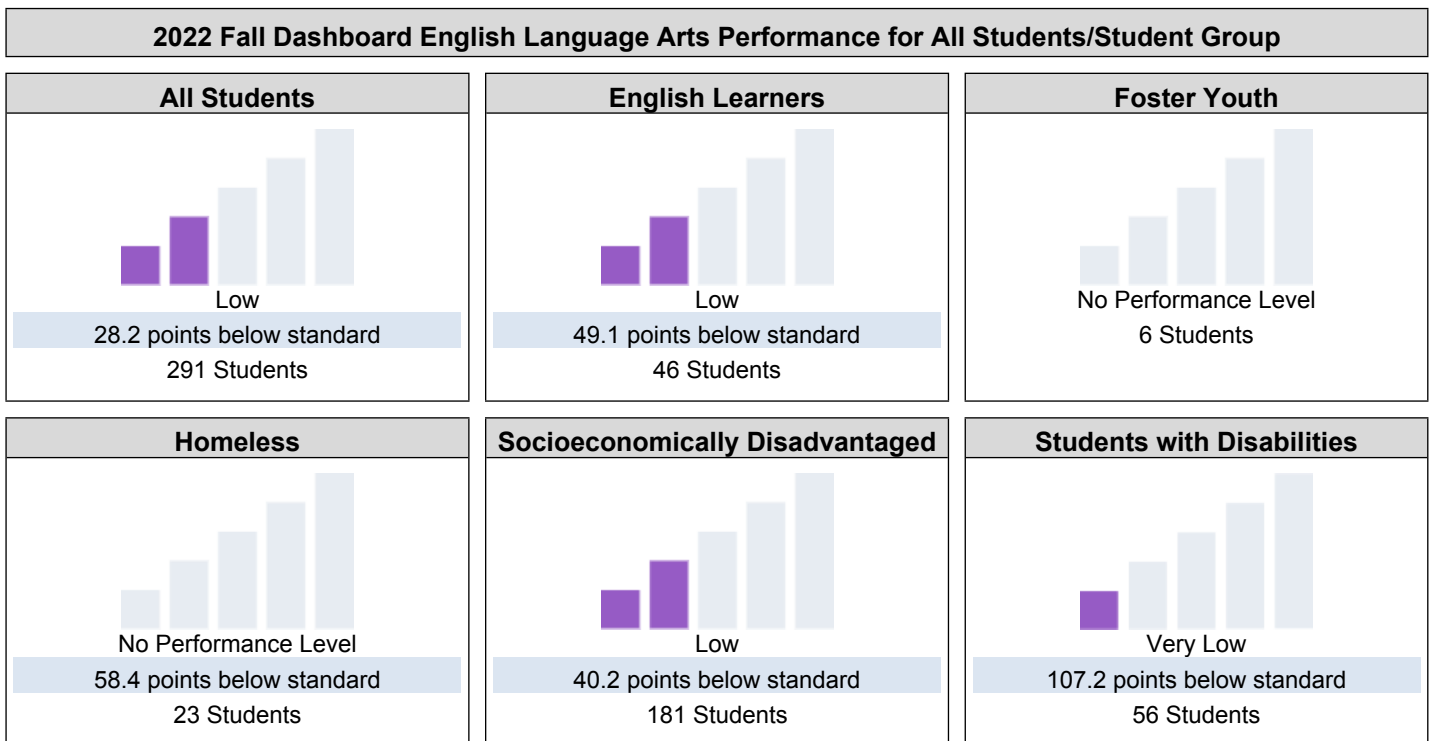 2022 Fall Dashboard English Language Arts Performance for All Students/Student Group
All Students
Low
28.2 points below standard
291 Students
English Learners
Low
49.1 points below standard
46 Students
Foster Youth
No Performance Level
6 Students
Homeless
No Performance Level
58.4 points below standard
23 Students
Socioeconomically Disadvantaged
Low
40.2 points below standard
181 Students
Students with Disabilities
Very Low
107.2 points below standard
56 Students